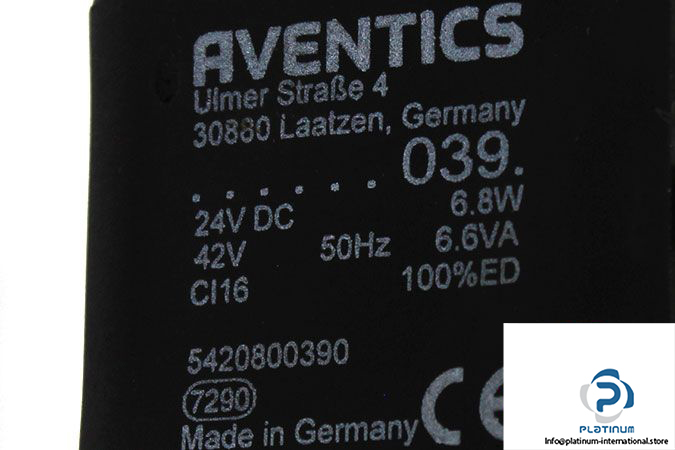 AVENTICS
Ulmer Straße 4
30880 Laatzen, Germany
. . . . . . 039.
24V DC 6.8W
42V 50Hz 6.6VA
CI16 100%ED
5420800390
7290
Made in Germany CE
PLATINUM
Info@platinum-international.store